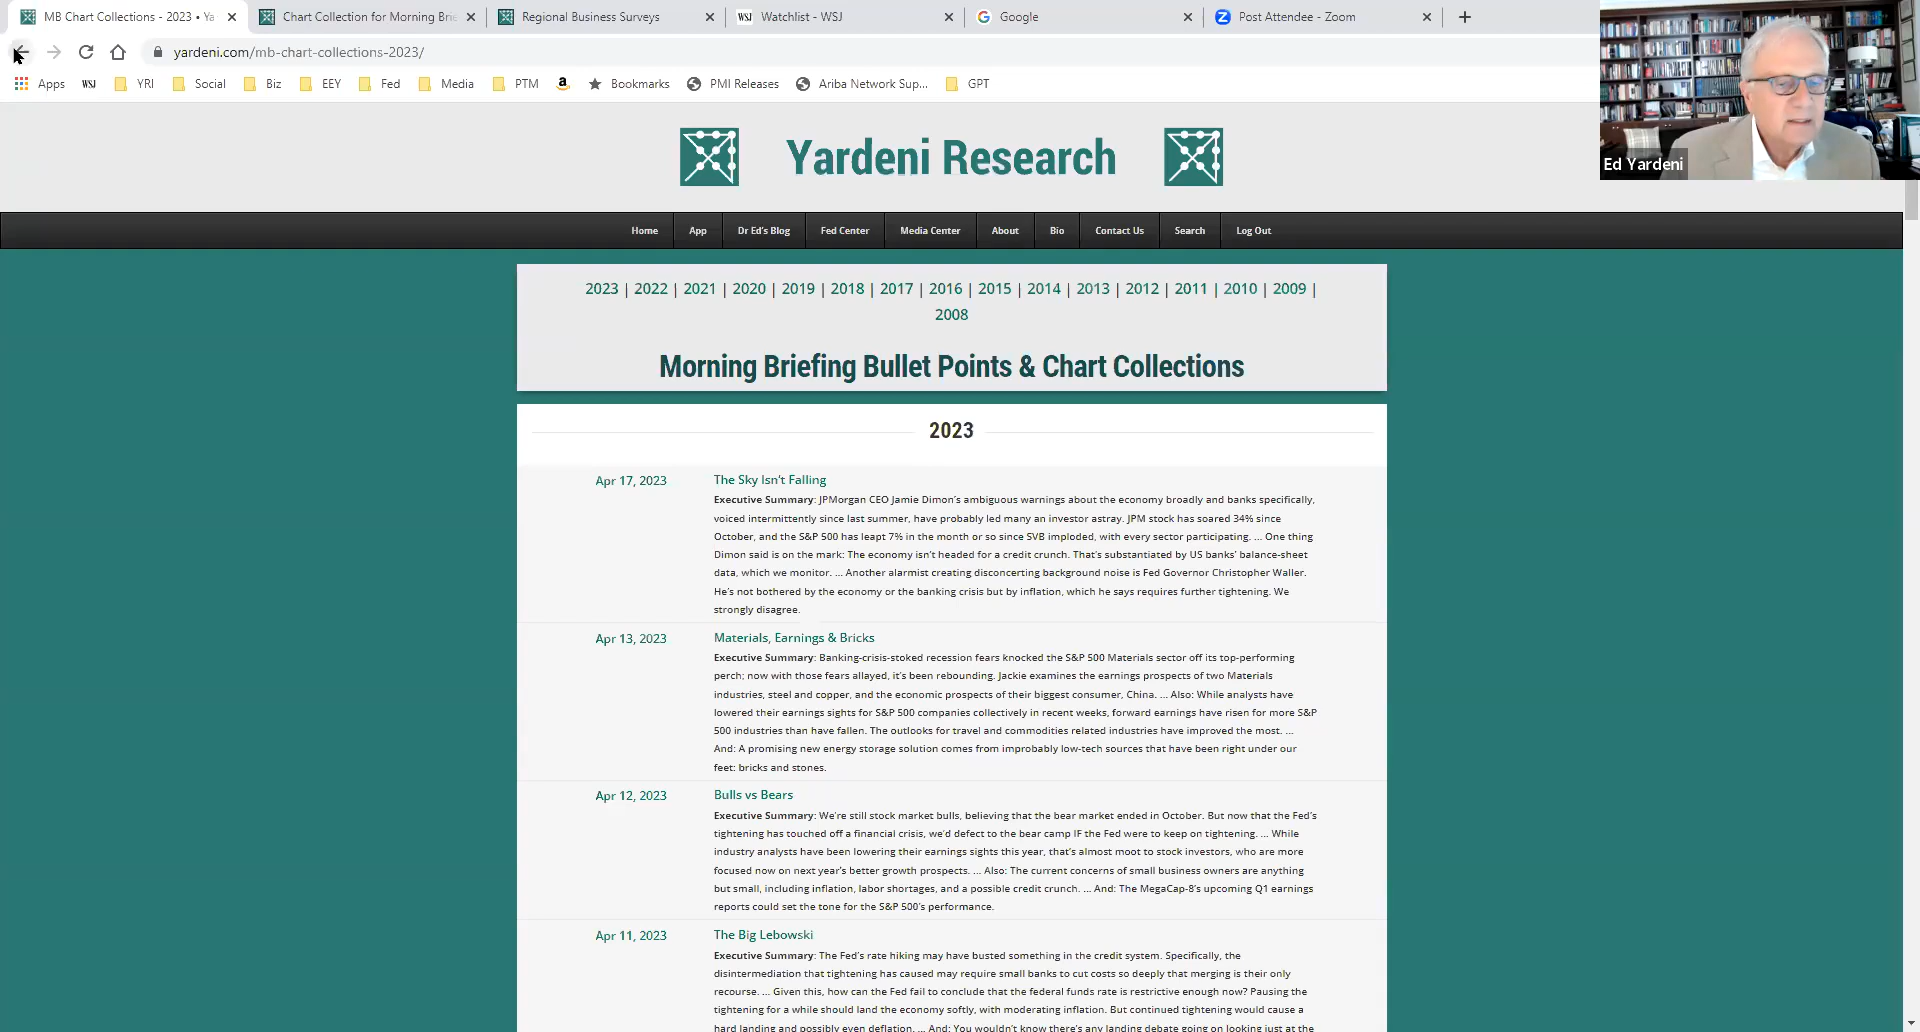 MB Chart Collections - 2023 • Ya
Chart Collection for Morning Brie
Regional Business Surveys
WSJ Watchlist - WSJ
Google
Post Attendee - Zoom
yardeni.com/mb-chart-collections-2023/
Apps WSJ YRI Social Biz EEY Fed Media PTM a Bookmarks PMI Releases Ariba Network Sup... GPT
Ed Yardeni
Yardeni Research
Home App Dr Ed's Blog Fed Center Media Center About Bio Contact Us Search Log Out
2023 | 2022 | 2021 | 2020 | 2019 | 2018 | 2017 | 2016 | 2015 | 2014 | 2013 | 2012 | 2011 | 2010 | 2009 |
2008
Morning Briefing Bullet Points & Chart Collections
2023
Apr 17, 2023 The Sky Isn't Falling
Executive Summary: JPMorgan CEO Jamie Dimon's ambiguous warnings about the economy broadly and banks specifically,
voiced intermittently since last summer, have probably led many an investor astray. JPM stock has soared 34% since
October, and the S&P 500 has leapt 7% in the month or so since SVB imploded, with every sector participating. ... One thing
Dimon said is on the mark: The economy isn't headed for a credit crunch. That's substantiated by US banks' balance-sheet
data, which we monitor. ... Another alarmist creating disconcerting background noise is Fed Governor Christopher Waller.
He's not bothered by the economy or the banking crisis but by inflation, which he says requires further tightening. We
strongly disagree.
Apr 13, 2023 Materials, Earnings & Bricks
Executive Summary: Banking-crisis-stoked recession fears knocked the S&P 500 Materials sector off its top-performing
perch; now with those fears allayed, it's been rebounding. Jackie examines the earnings prospects of two Materials
industries, steel and copper, and the economic prospects of their biggest consumer, China. ... Also: While analysts have
lowered their earnings sights for S&P 500 companies collectively in recent weeks, forward earnings have risen for more S&P
500 industries than have fallen. The outlooks for travel and commodities related industries have improved the most. ...
And: A promising new energy storage solution comes from improbably low-tech sources that have been right under our
feet: bricks and stones.
Apr 12, 2023 Bulls vs Bears
Executive Summary: We're still stock market bulls, believing that the bear market ended in October. But now that the Fed's
tightening has touched off a financial crisis, we'd defect to the bear camp IF the Fed were to keep on tightening. ... While
industry analysts have been lowering their earnings sights this year, that's almost moot to stock investors, who are more
focused now on next year's better growth prospects. ... Also: The current concerns of small business owners are anything
but small, including inflation, labor shortages, and a possible credit crunch. ... And: The MegaCap-8's upcoming Q1 earnings
reports could set the tone for the S&P 500's performance.
Apr 11, 2023 The Big Lebowski
Executive Summary: The Fed's rate hiking may have busted something in the credit system. Specifically, the
disintermediation that tightening has caused may require small banks to cut costs so deeply that merging is their only
recourse. ... Given this, how can the Fed fail to conclude that the federal funds rate is restrictive enough now? Pausing the
tightening for a while should land the economy softly, with moderating inflation. But continued tightening would cause a
hard landing and possibly even deflation. ... And: You wouldn't know there's any landing debate going on looking just at the